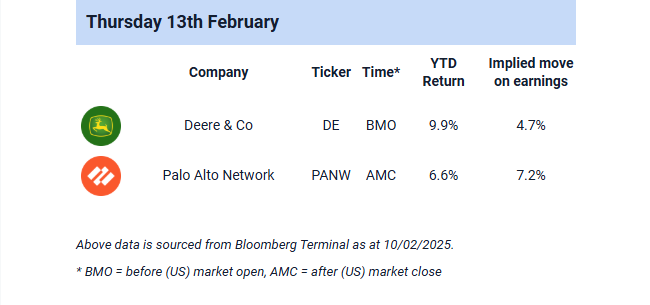 Thursday 13th February
Company Ticker Time* YTD Return Implied move on earnings
Deere & Co DE BMO 9.9% 4.7%
Palo Alto Network PANW AMC 6.6% 7.2%
Above data is sourced from Bloomberg Terminal as at 10/02/2025.
* BMO = before (US) market open, AMC = after (US) market close